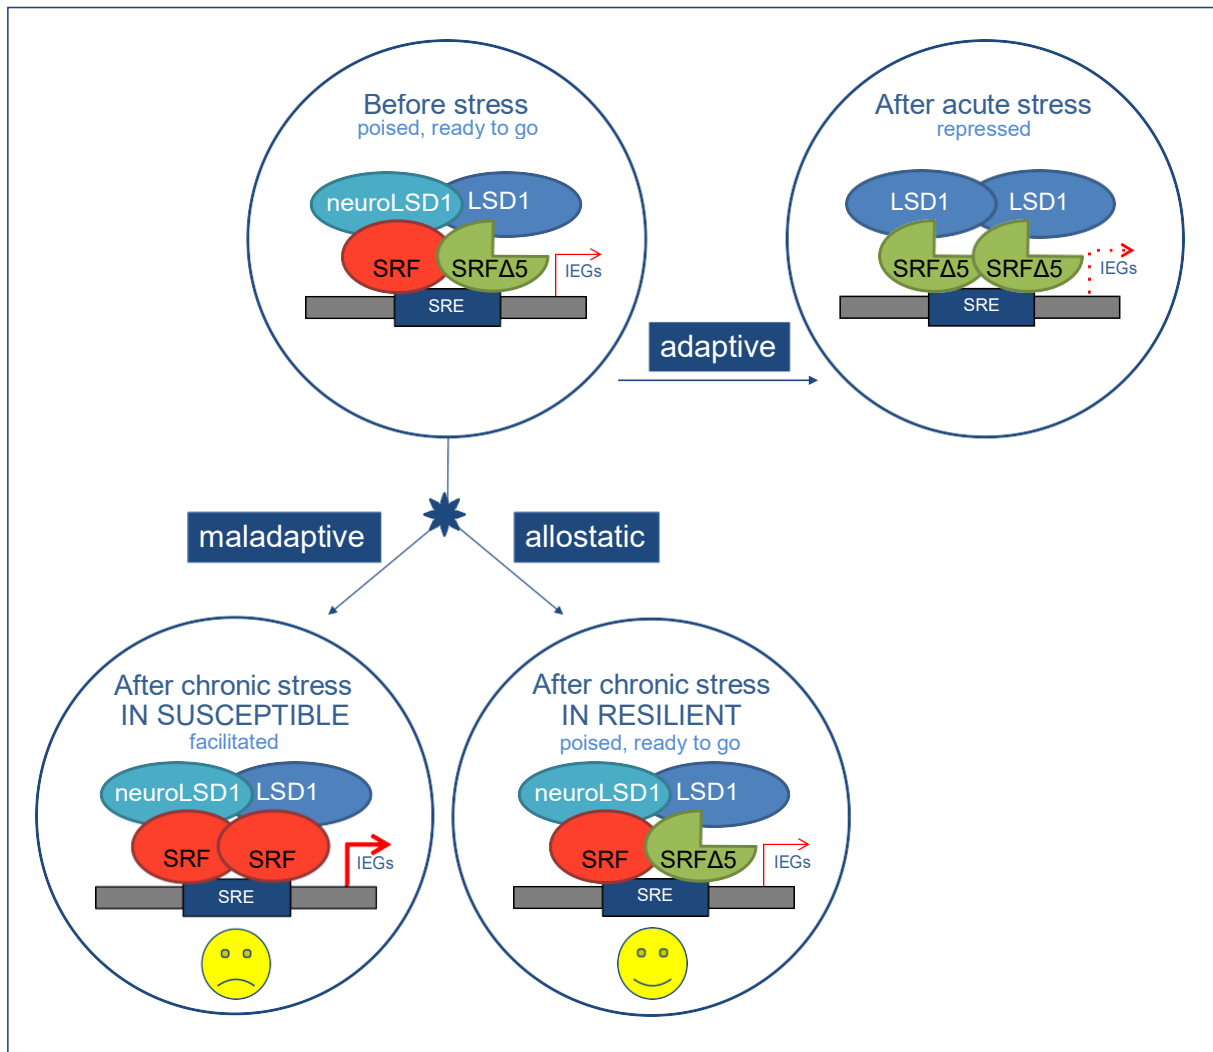 Before stress
poised, ready to go
neuroLSD1 LSD1
SRF SRFΔ5
IEGs
SRE
After acute stress
repressed
LSD1 LSD1
SRFΔ5 SRFΔ5
IEGs
SRE
adaptive
maladaptive
allostatic
After chronic stress
IN SUSCEPTIBLE
facilitated
neuroLSD1 LSD1
SRF SRF
IEGs
SRE
After chronic stress
IN RESILIENT
poised, ready to go
neuroLSD1 LSD1
SRF SRFΔ5
IEGs
SRE